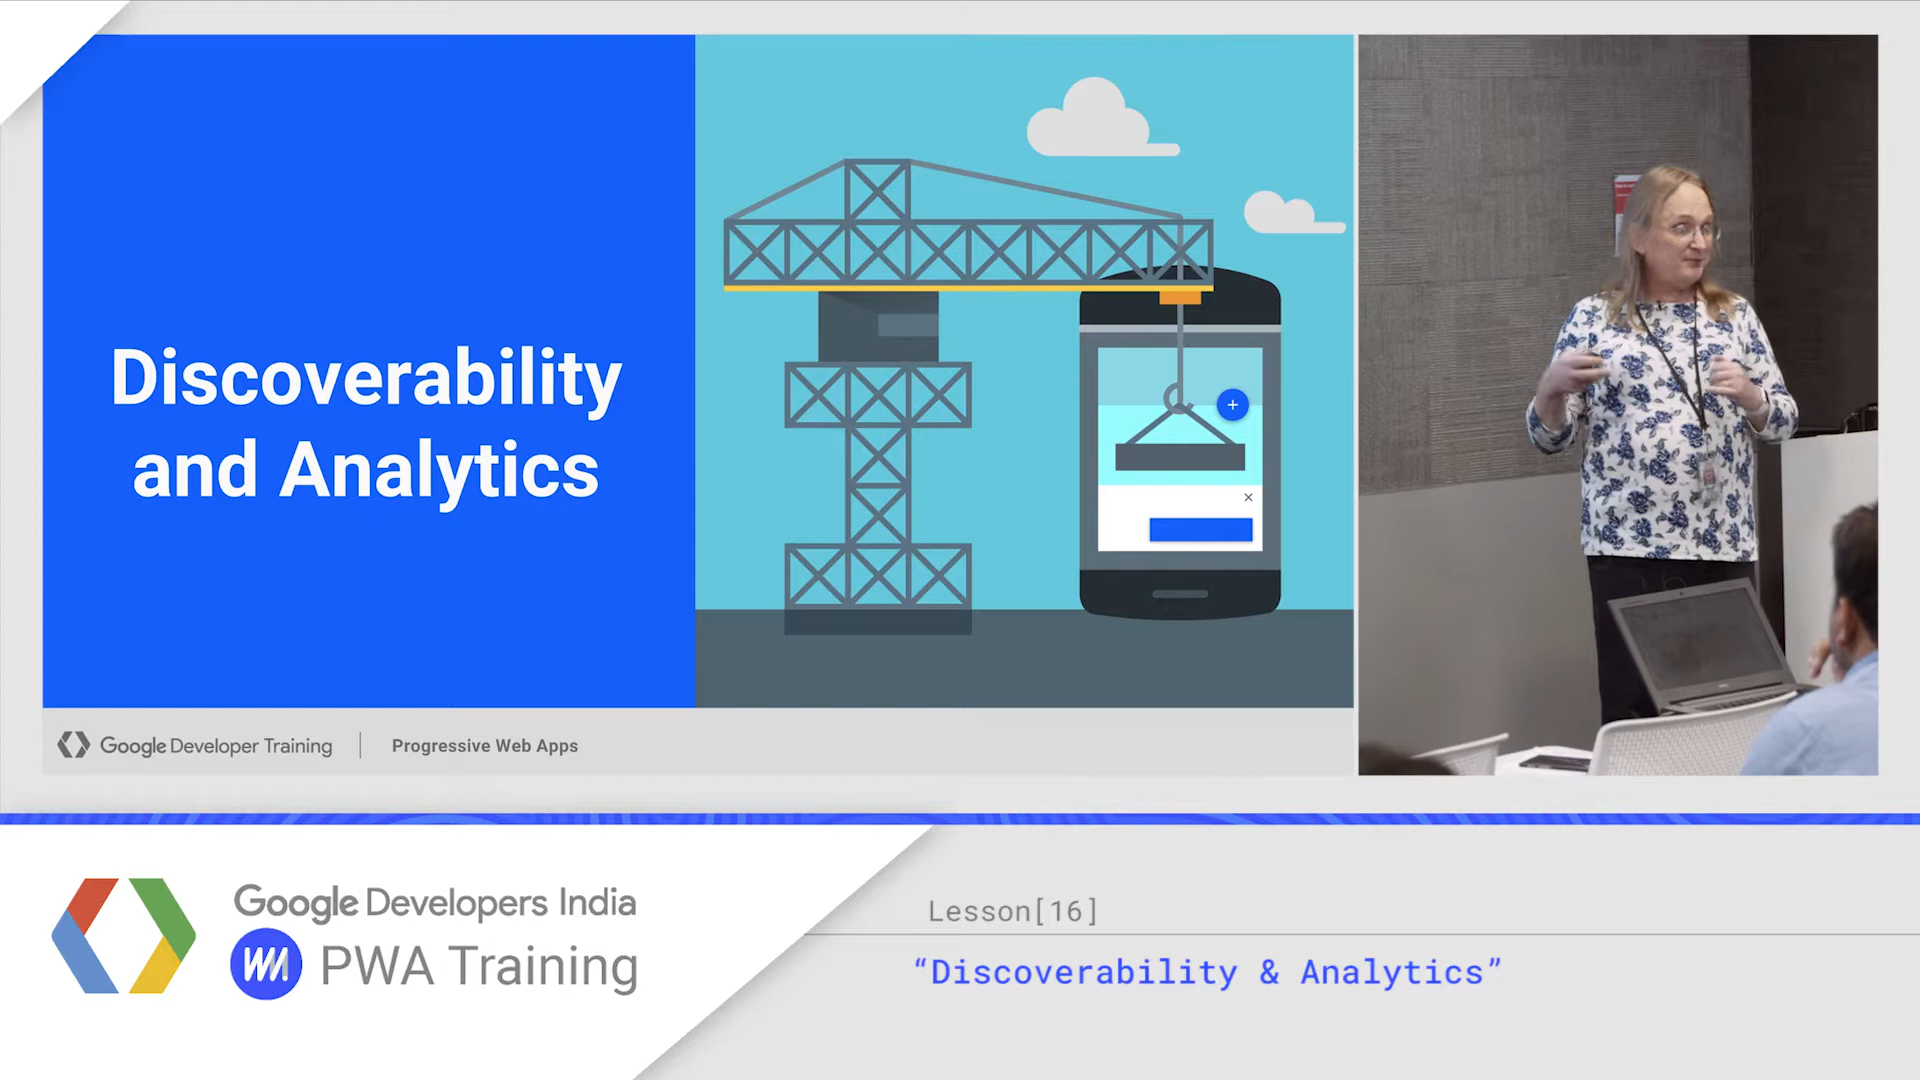 Discoverability
and Analytics
Google Developer Training
Progressive Web Apps
Google Developers India
PWA Training
Lesson[16]
“Discoverability & Analytics”